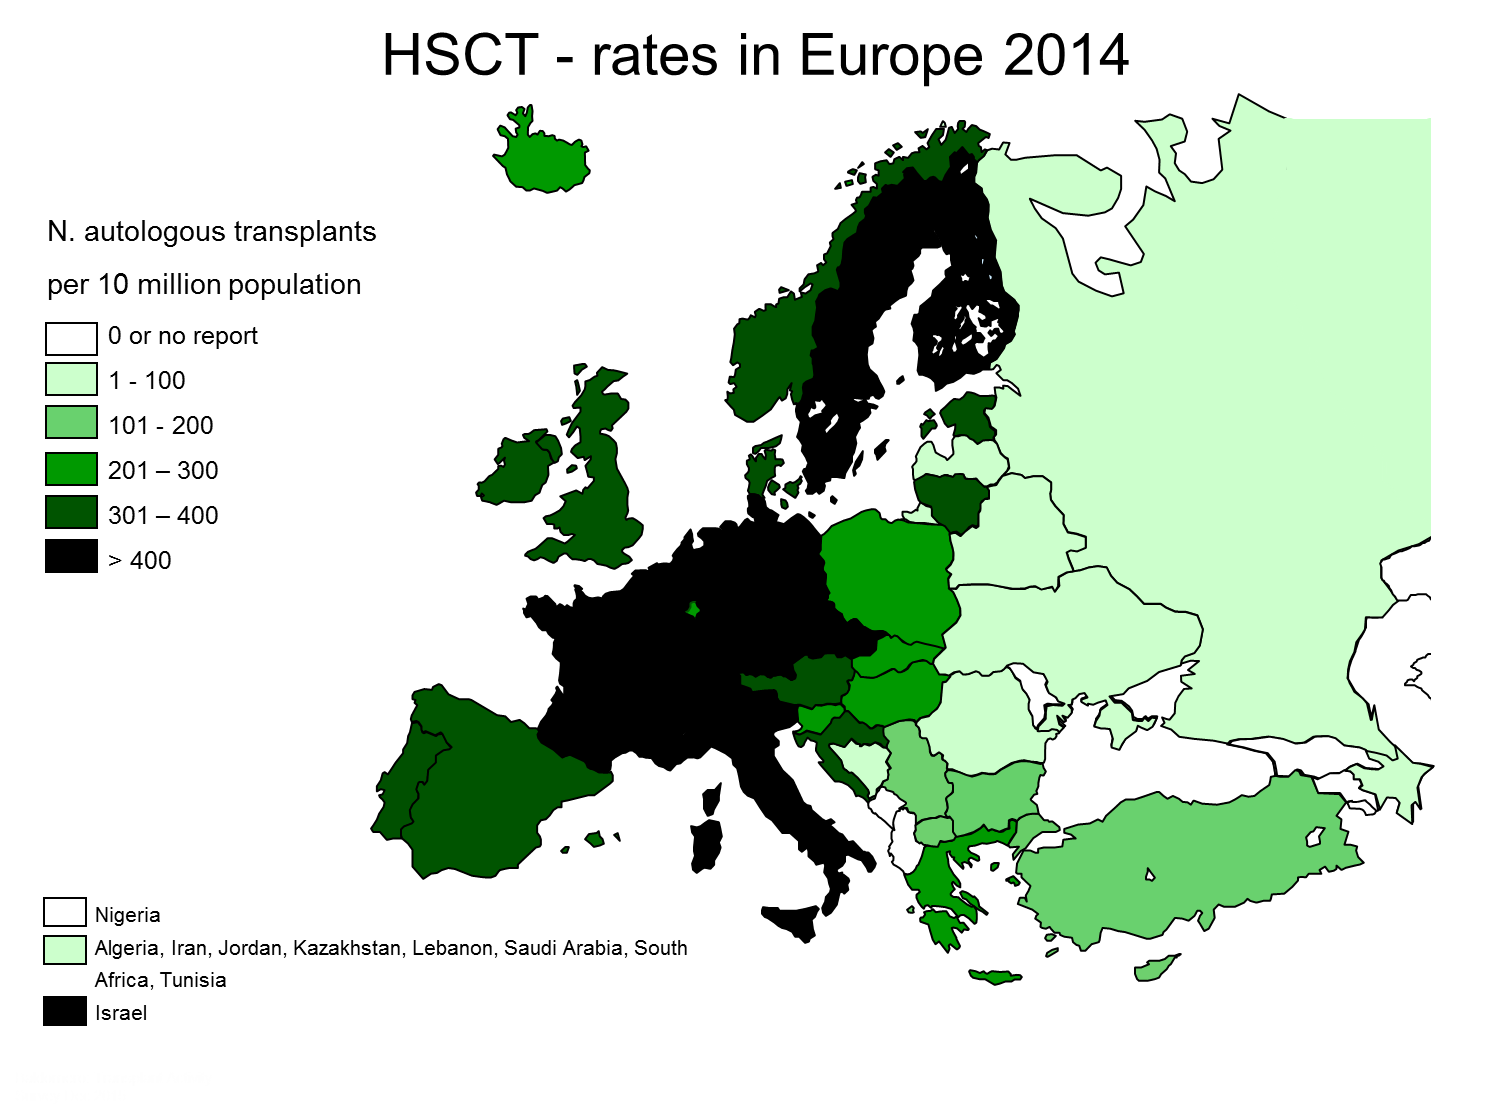 HSCT - rates in Europe 2014
N. autologous transplants
per 10 million population
0 or no report
1 - 100
101 - 200
201 – 300
301 – 400
> 400
Nigeria
Algeria, Iran, Jordan, Kazakhstan, Lebanon, Saudi Arabia, South
Africa, Tunisia
Israel